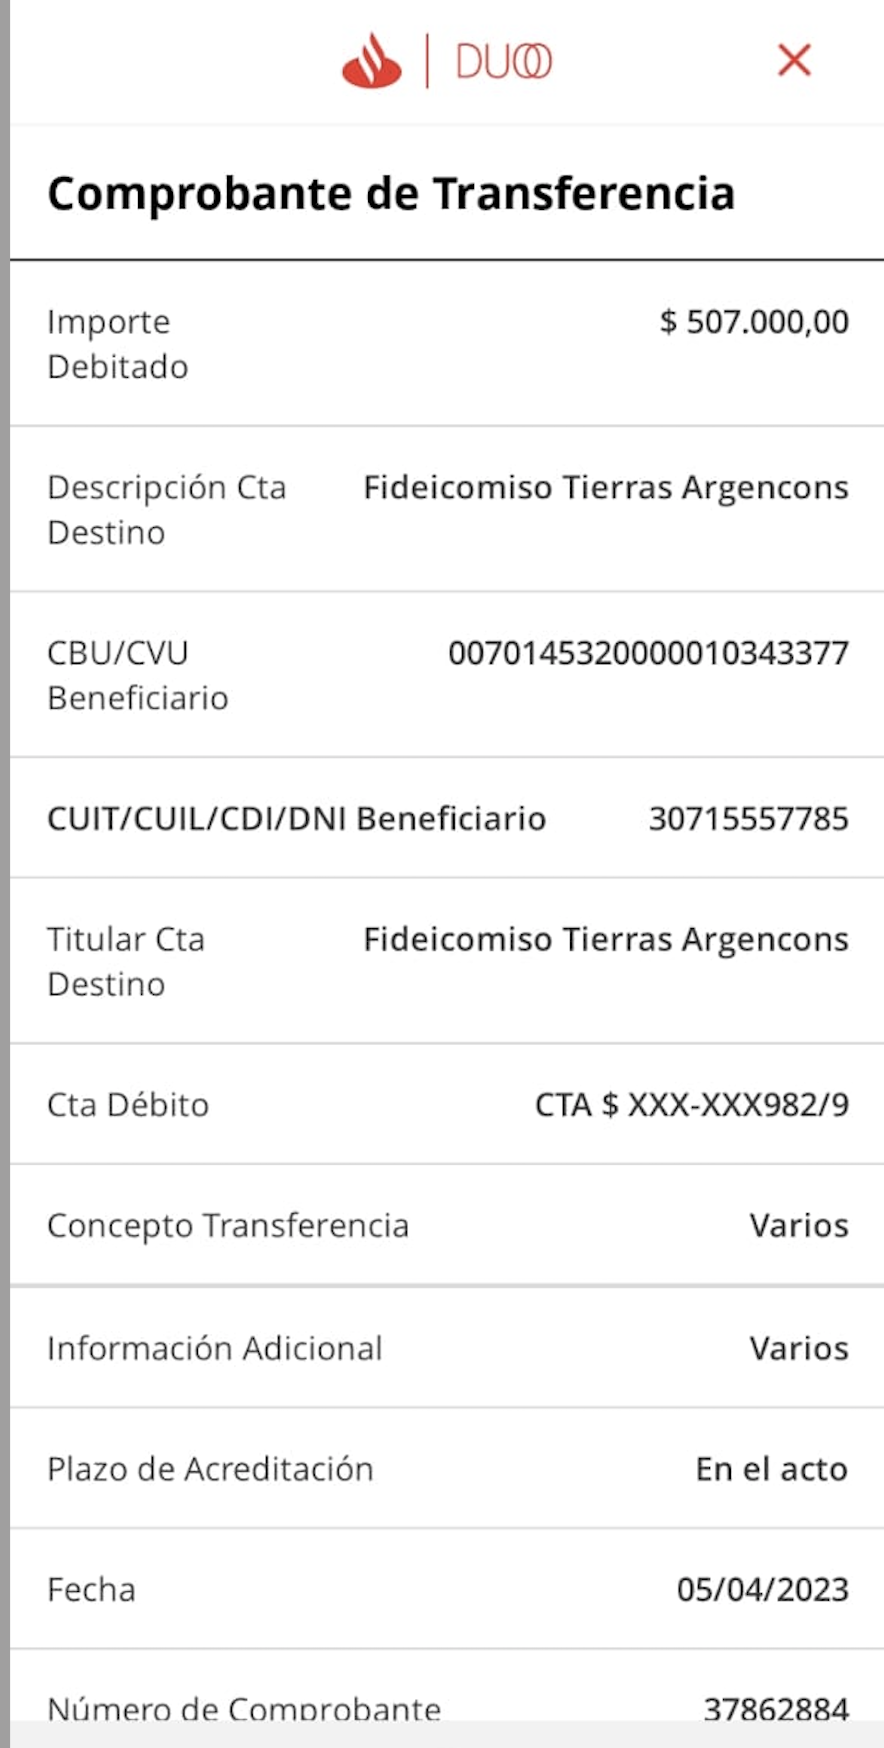 DUO
Comprobante de Transferencia
Importe Debitado
$ 507.000,00
Descripción Cta Destino
Fideicomiso Tierras Argencons
CBU/CVU Beneficiario
0070145320000010343377
CUIT/CUIL/CDI/DNI Beneficiario
30715557785
Titular Cta Destino
Fideicomiso Tierras Argencons
Cta Débito
CTA $ XXX-XXX982/9
Concepto Transferencia
Varios
Información Adicional
Varios
Plazo de Acreditación
En el acto
Fecha
05/04/2023
Número de Comprobante
37862884